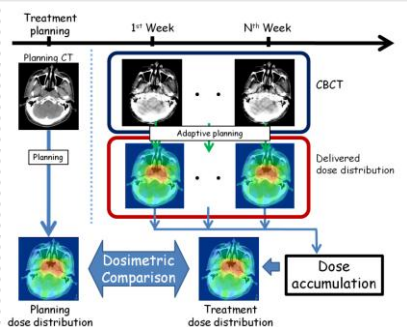 Treatment
planning
1st Week
Nth Week
Planning CT
CBCT
Adaptive planning
Planning
Delivered
dose distribution
Dosimetric
Comparison
Dose
accumulation
Planning
dose distribution
Treatment
dose distribution